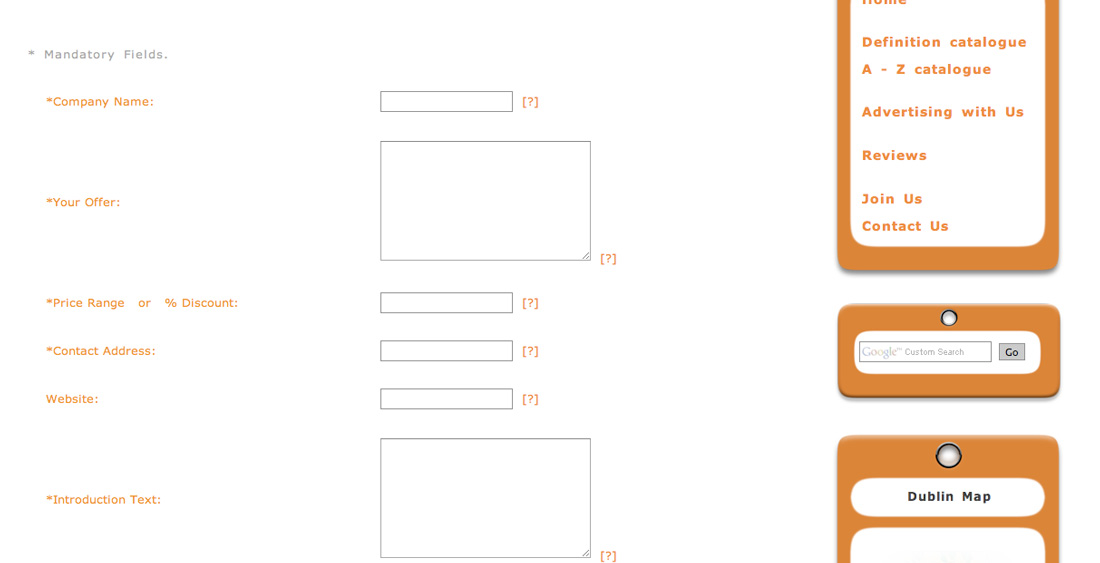 * Mandatory Fields.
*Company Name:
[?]
*Your Offer:
[?]
*Price Range or % Discount:
[?]
*Contact Address:
[?]
Website:
[?]
*Introduction Text:
[?]
Home
Definition catalogue
A - Z catalogue
Advertising with Us
Reviews
Join Us
Contact Us
Google™ Custom Search
Go
Dublin Map